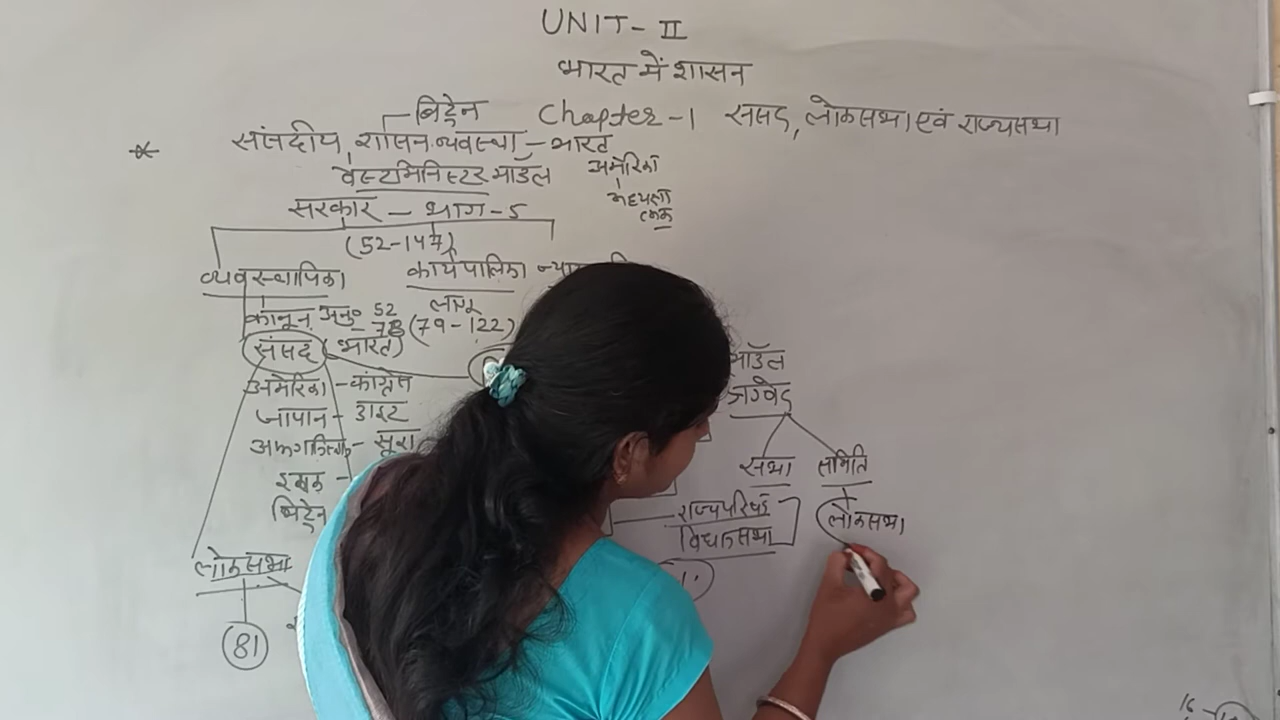 UNIT - II
भारत में शासन
Chapter - 1 संसद, लोकसभा एवं राज्यसभा
ब्रिटेन
* सांसदीय शासन व्यवस्था - भारत
वेस्टमिनिस्टर मॉडल
अमेरिका
सरकार - भाग - 5
(52-147)
व्यवस्थापिका
कार्यपालिका
कानून अनु० 52
- 78
(79-122)
संसद (भारत)
मॉडल
अमेरिका - कांग्रेस
ऋग्वेद
जापान - डाइट
सूरा
सभा समिति
ब्रिटेन
राज्यपरिषद
लोकसभा
विधानसभा
लोकसभा
81
16 -